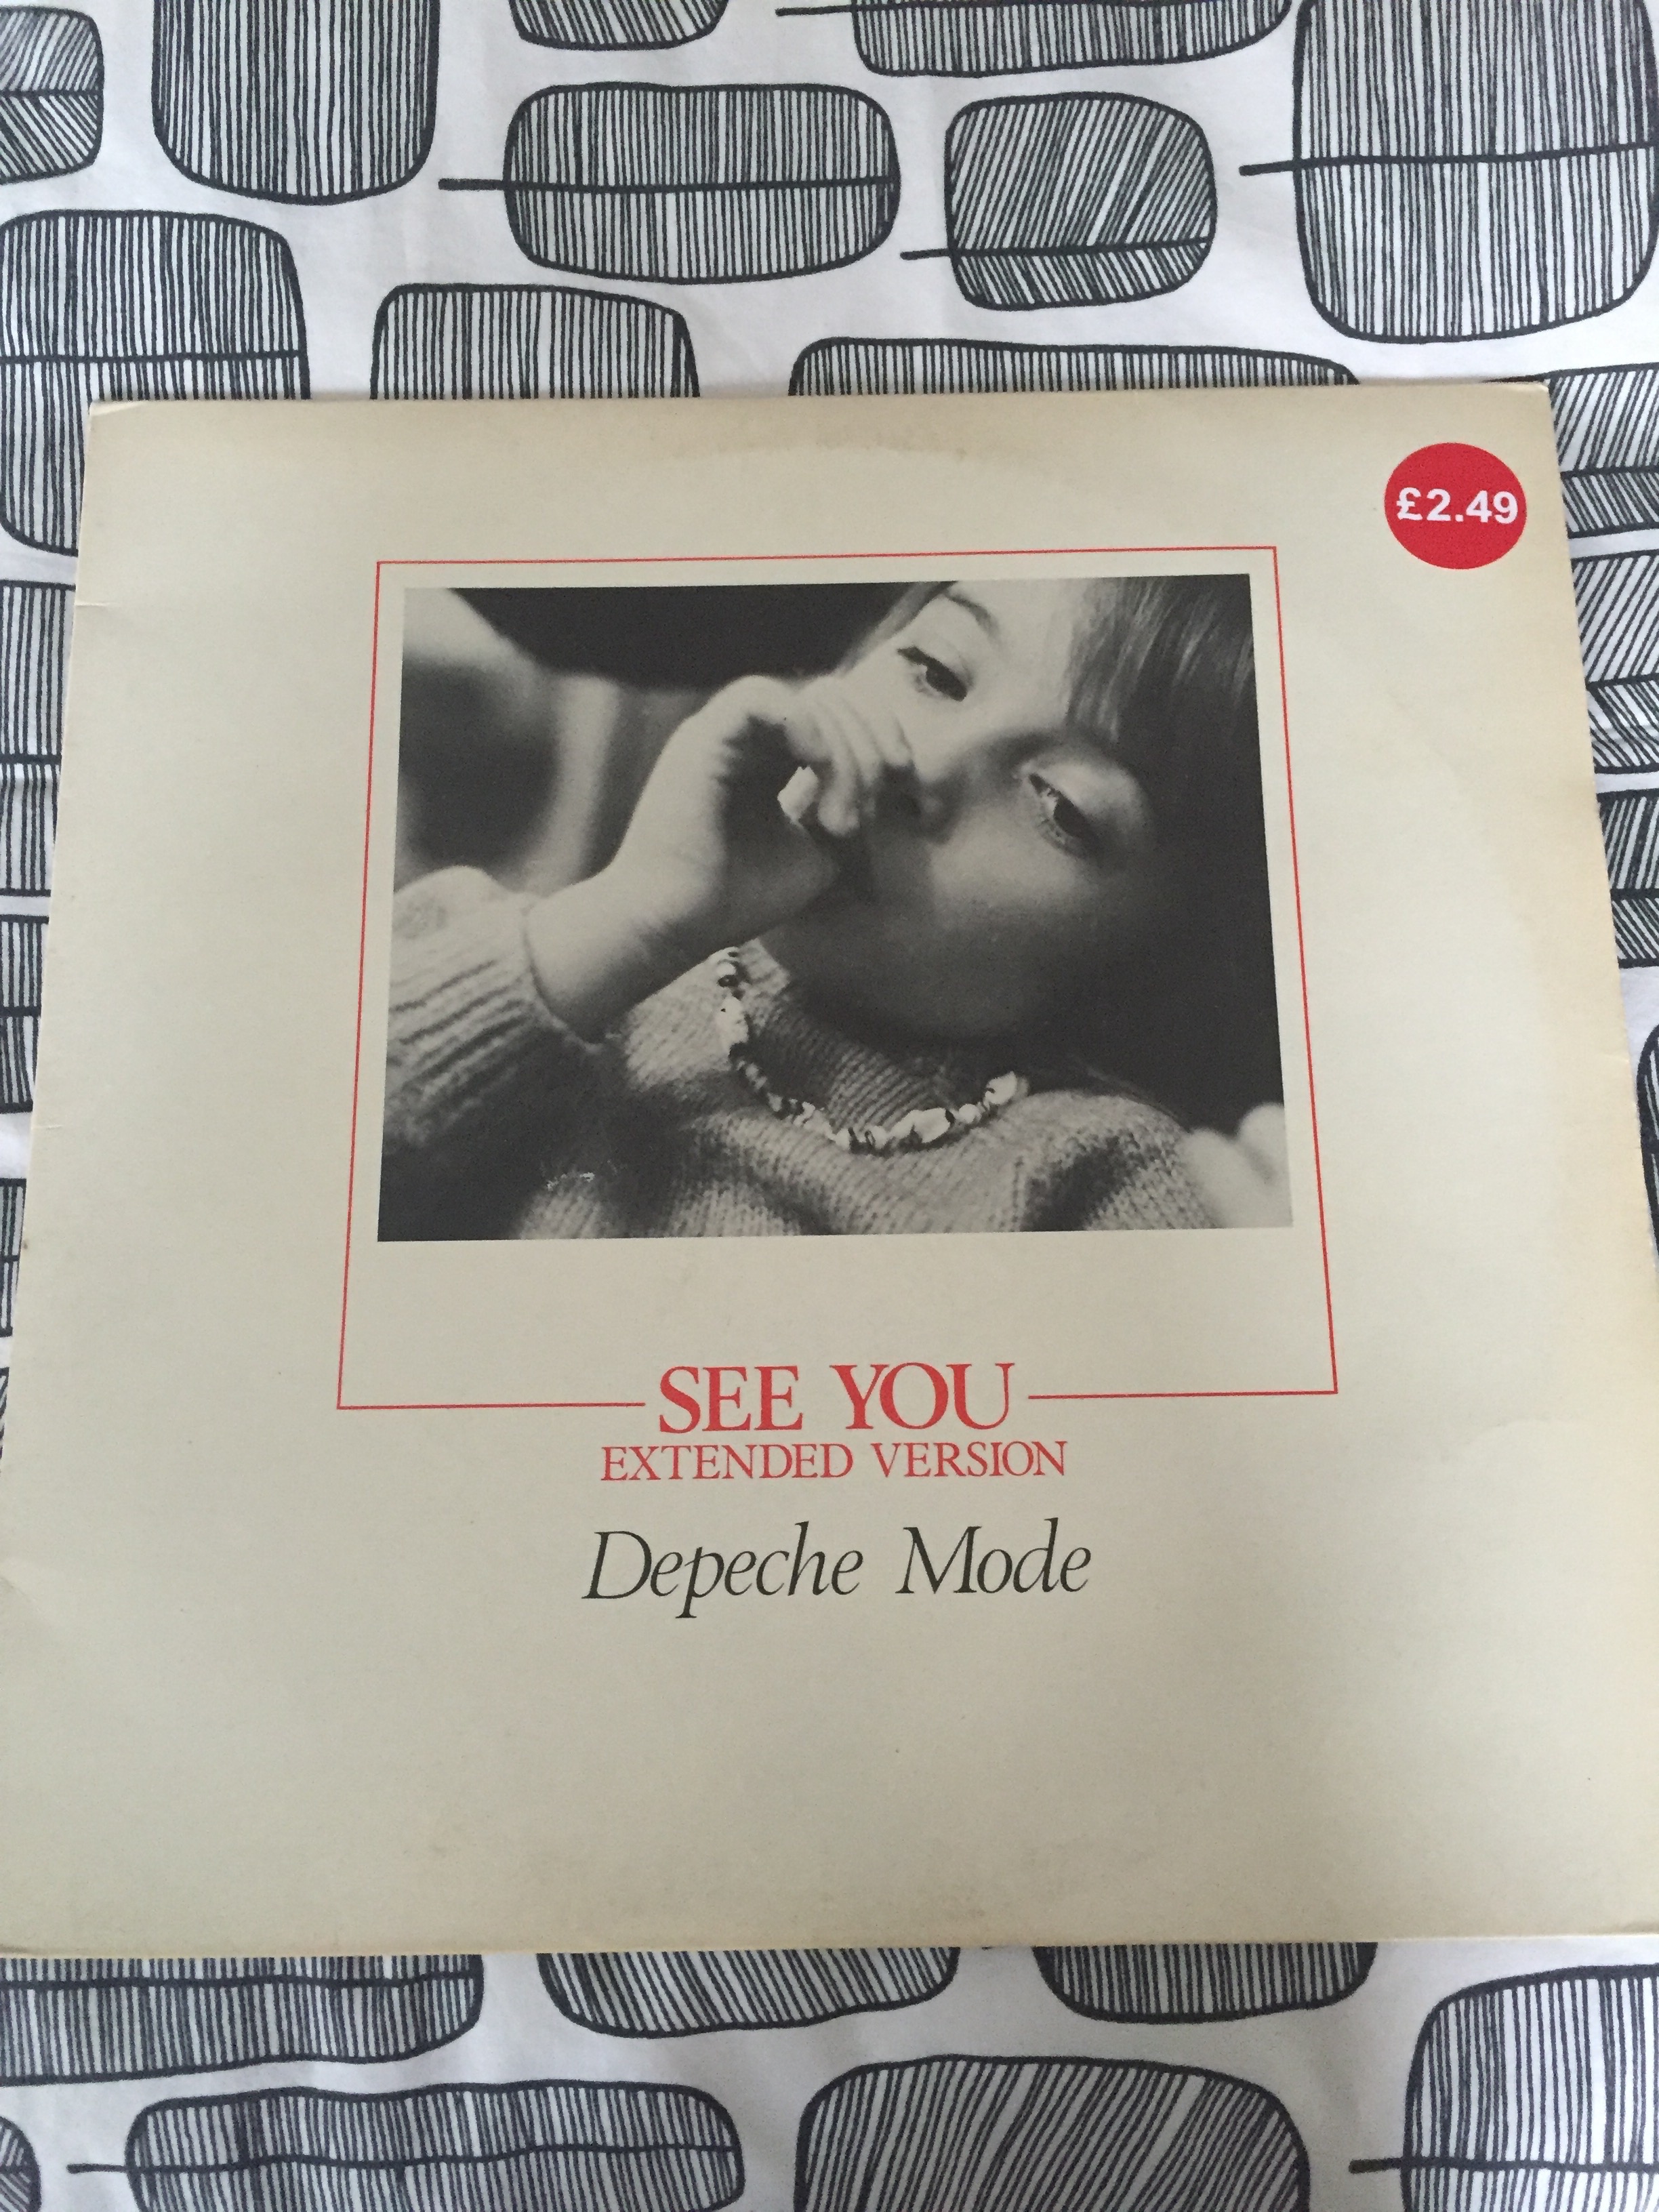 £2.49
SEE YOU
EXTENDED VERSION
Depeche Mode